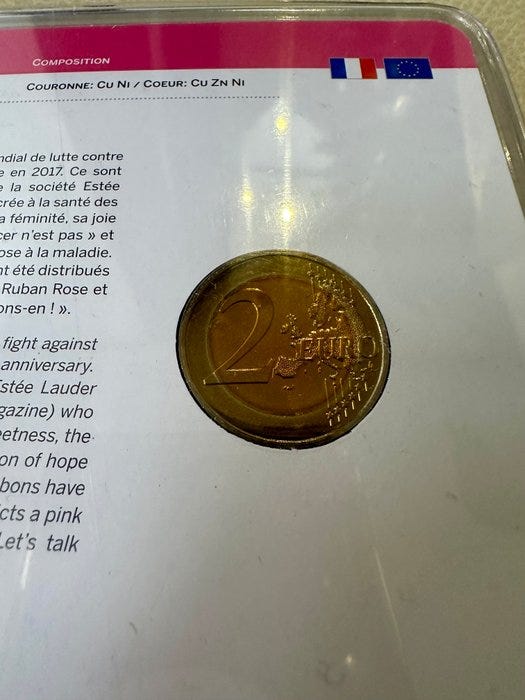 COMPOSITION
COURONNE: CU NI / COEUR: CU ZN NI
ndial de lutte contre
e en 2017. Ce sont
e la société Estée
crée à la santé des
a féminité, sa joie
cer n'est pas » et
ose à la maladie.
nt été distribués
Ruban Rose et
ons-en ! ».
fight against
anniversary.
Estée Lauder
gazine) who
eetness, the
on of hope
bons have
cts a pink
Let's talk
2 EURO